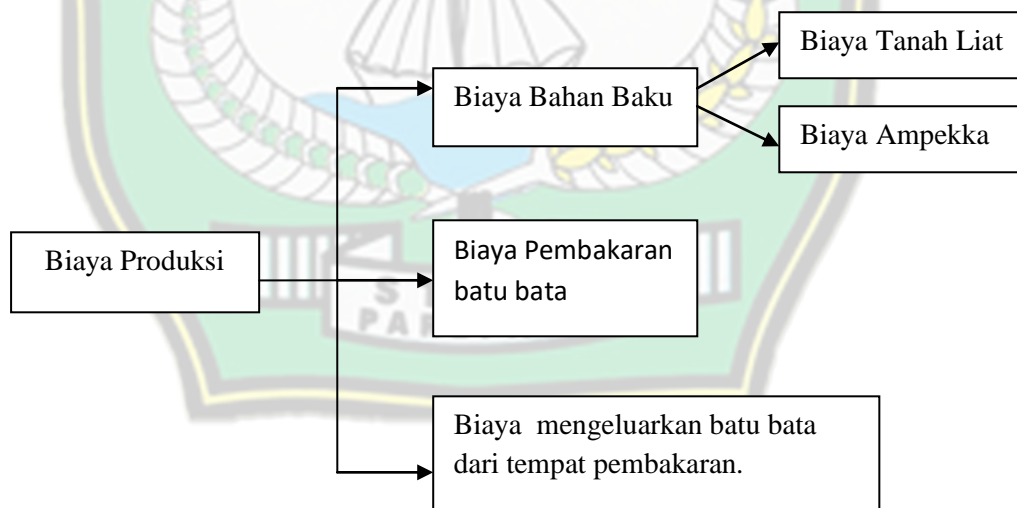 Biaya Tanah Liat
Biaya Bahan Baku
Biaya Ampekka
Biaya Produksi
Biaya Pembakaran
batu bata
Biaya mengeluarkan batu bata
dari tempat pembakaran.